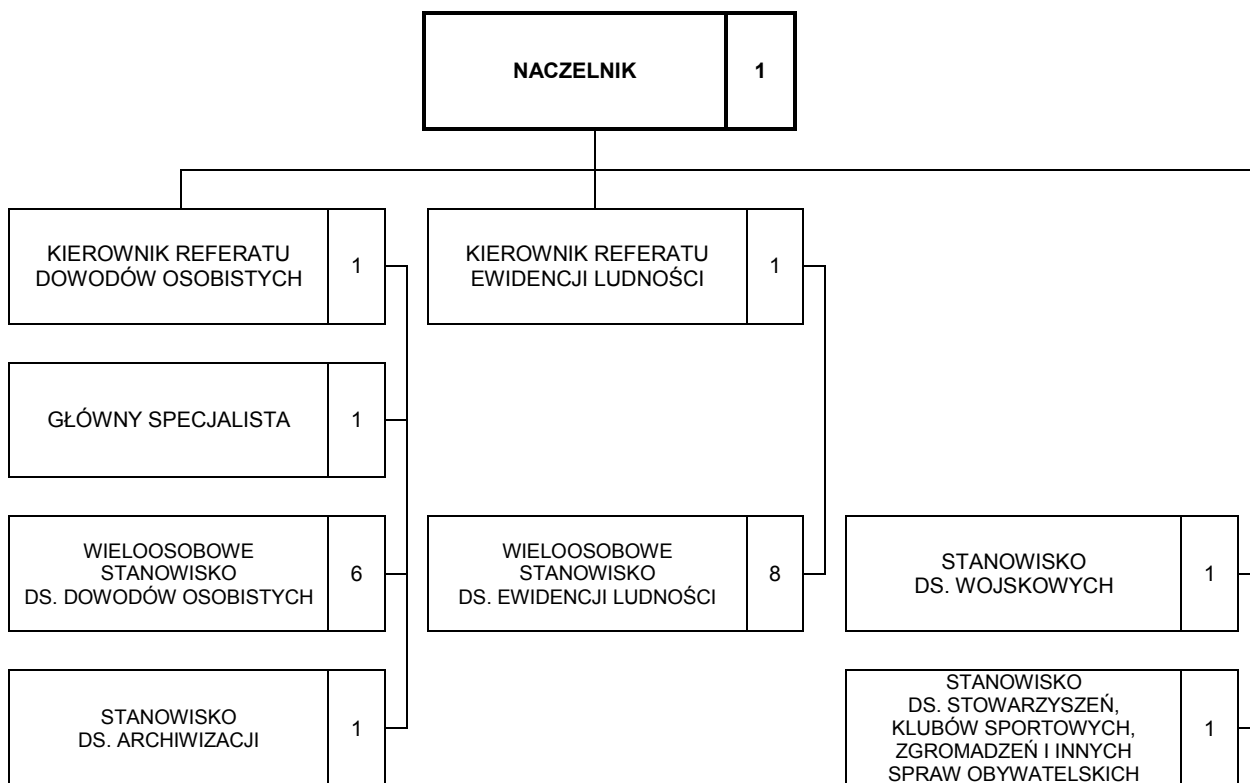 NACZELNIK 1
KIEROWNIK REFERATU
DOWODÓW OSOBISTYCH
1
KIEROWNIK REFERATU
EWIDENCJI LUDNOŚCI
1
GŁÓWNY SPECJALISTA 1
WIELOOSOBOWE
STANOWISKO
DS. DOWODÓW OSOBISTYCH
6
WIELOOSOBOWE
STANOWISKO
DS. EWIDENCJI LUDNOŚCI
8
STANOWISKO
DS. WOJSKOWYCH
1
STANOWISKO
DS. ARCHIWIZACJI
1
STANOWISKO
DS. STOWARZYSZEŃ,
KLUBÓW SPORTOWYCH,
ZGROMADZEŃ I INNYCH
SPRAW OBYWATELSKICH
1